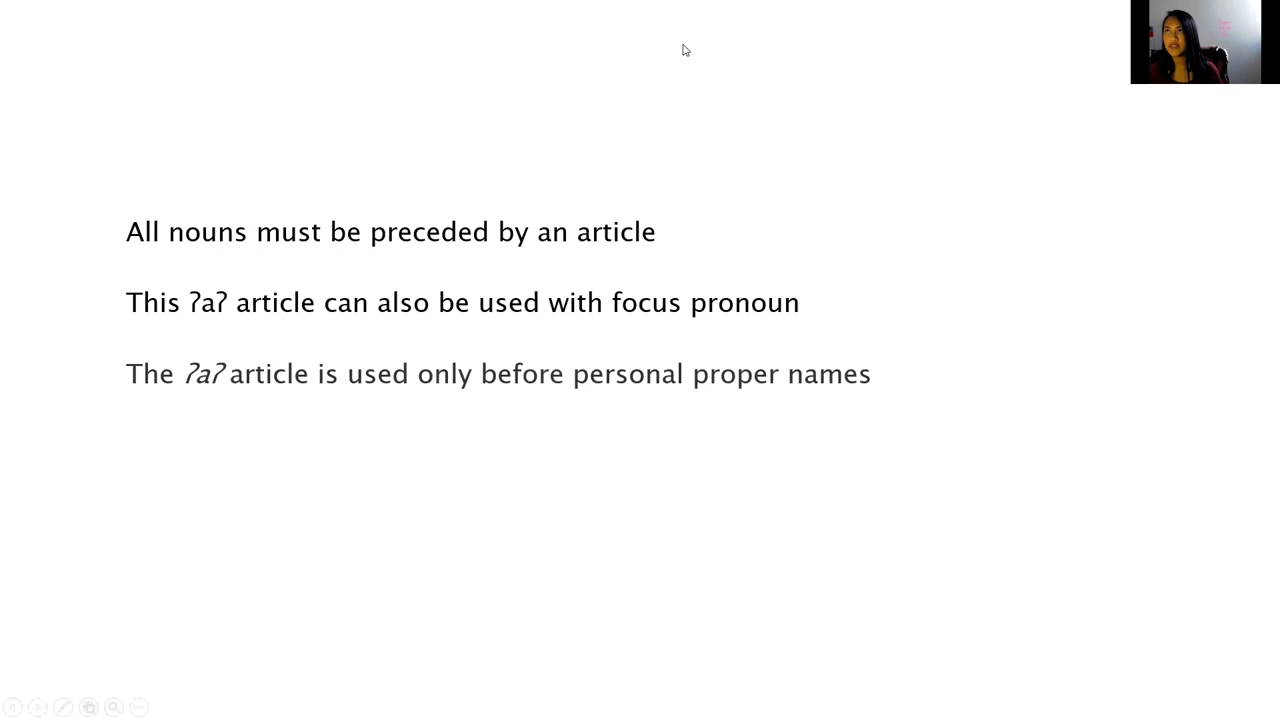 All nouns must be preceded by an article
This ʔaʔ article can also be used with focus pronoun
The ʔaʔ article is used only before personal proper names